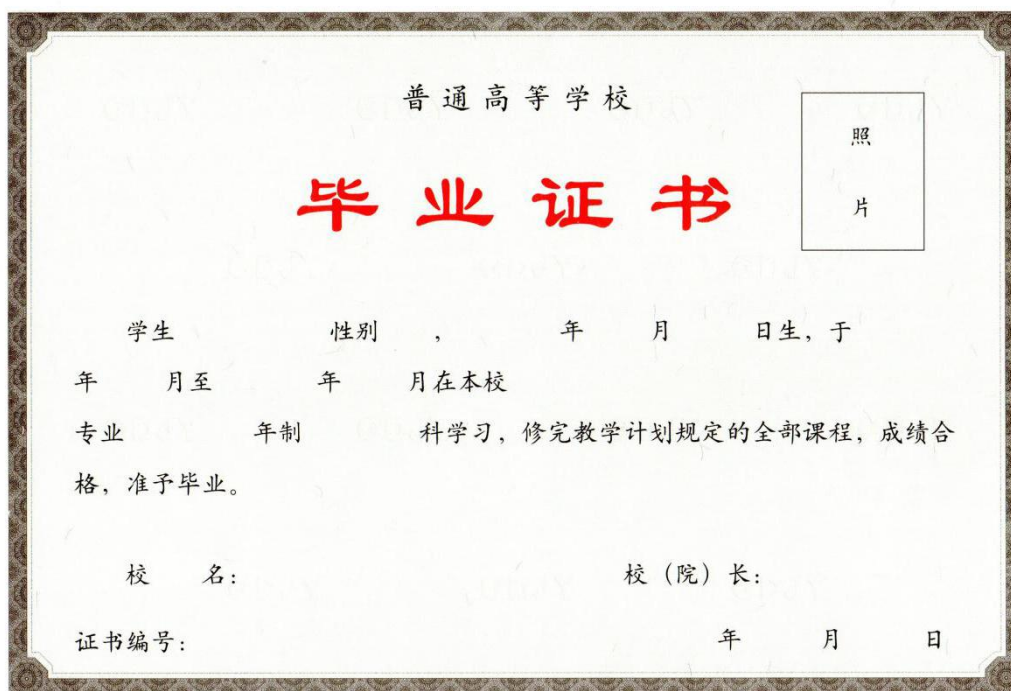 普通高等学校
照
毕业证书
片
学生 性别 , 年 月 日生, 于
年 月至 年 月在本校
专业 年制 科学习, 修完教学计划规定的全部课程, 成绩合
格, 准予毕业。
校 名: 校（院）长:
证书编号: 年 月 日